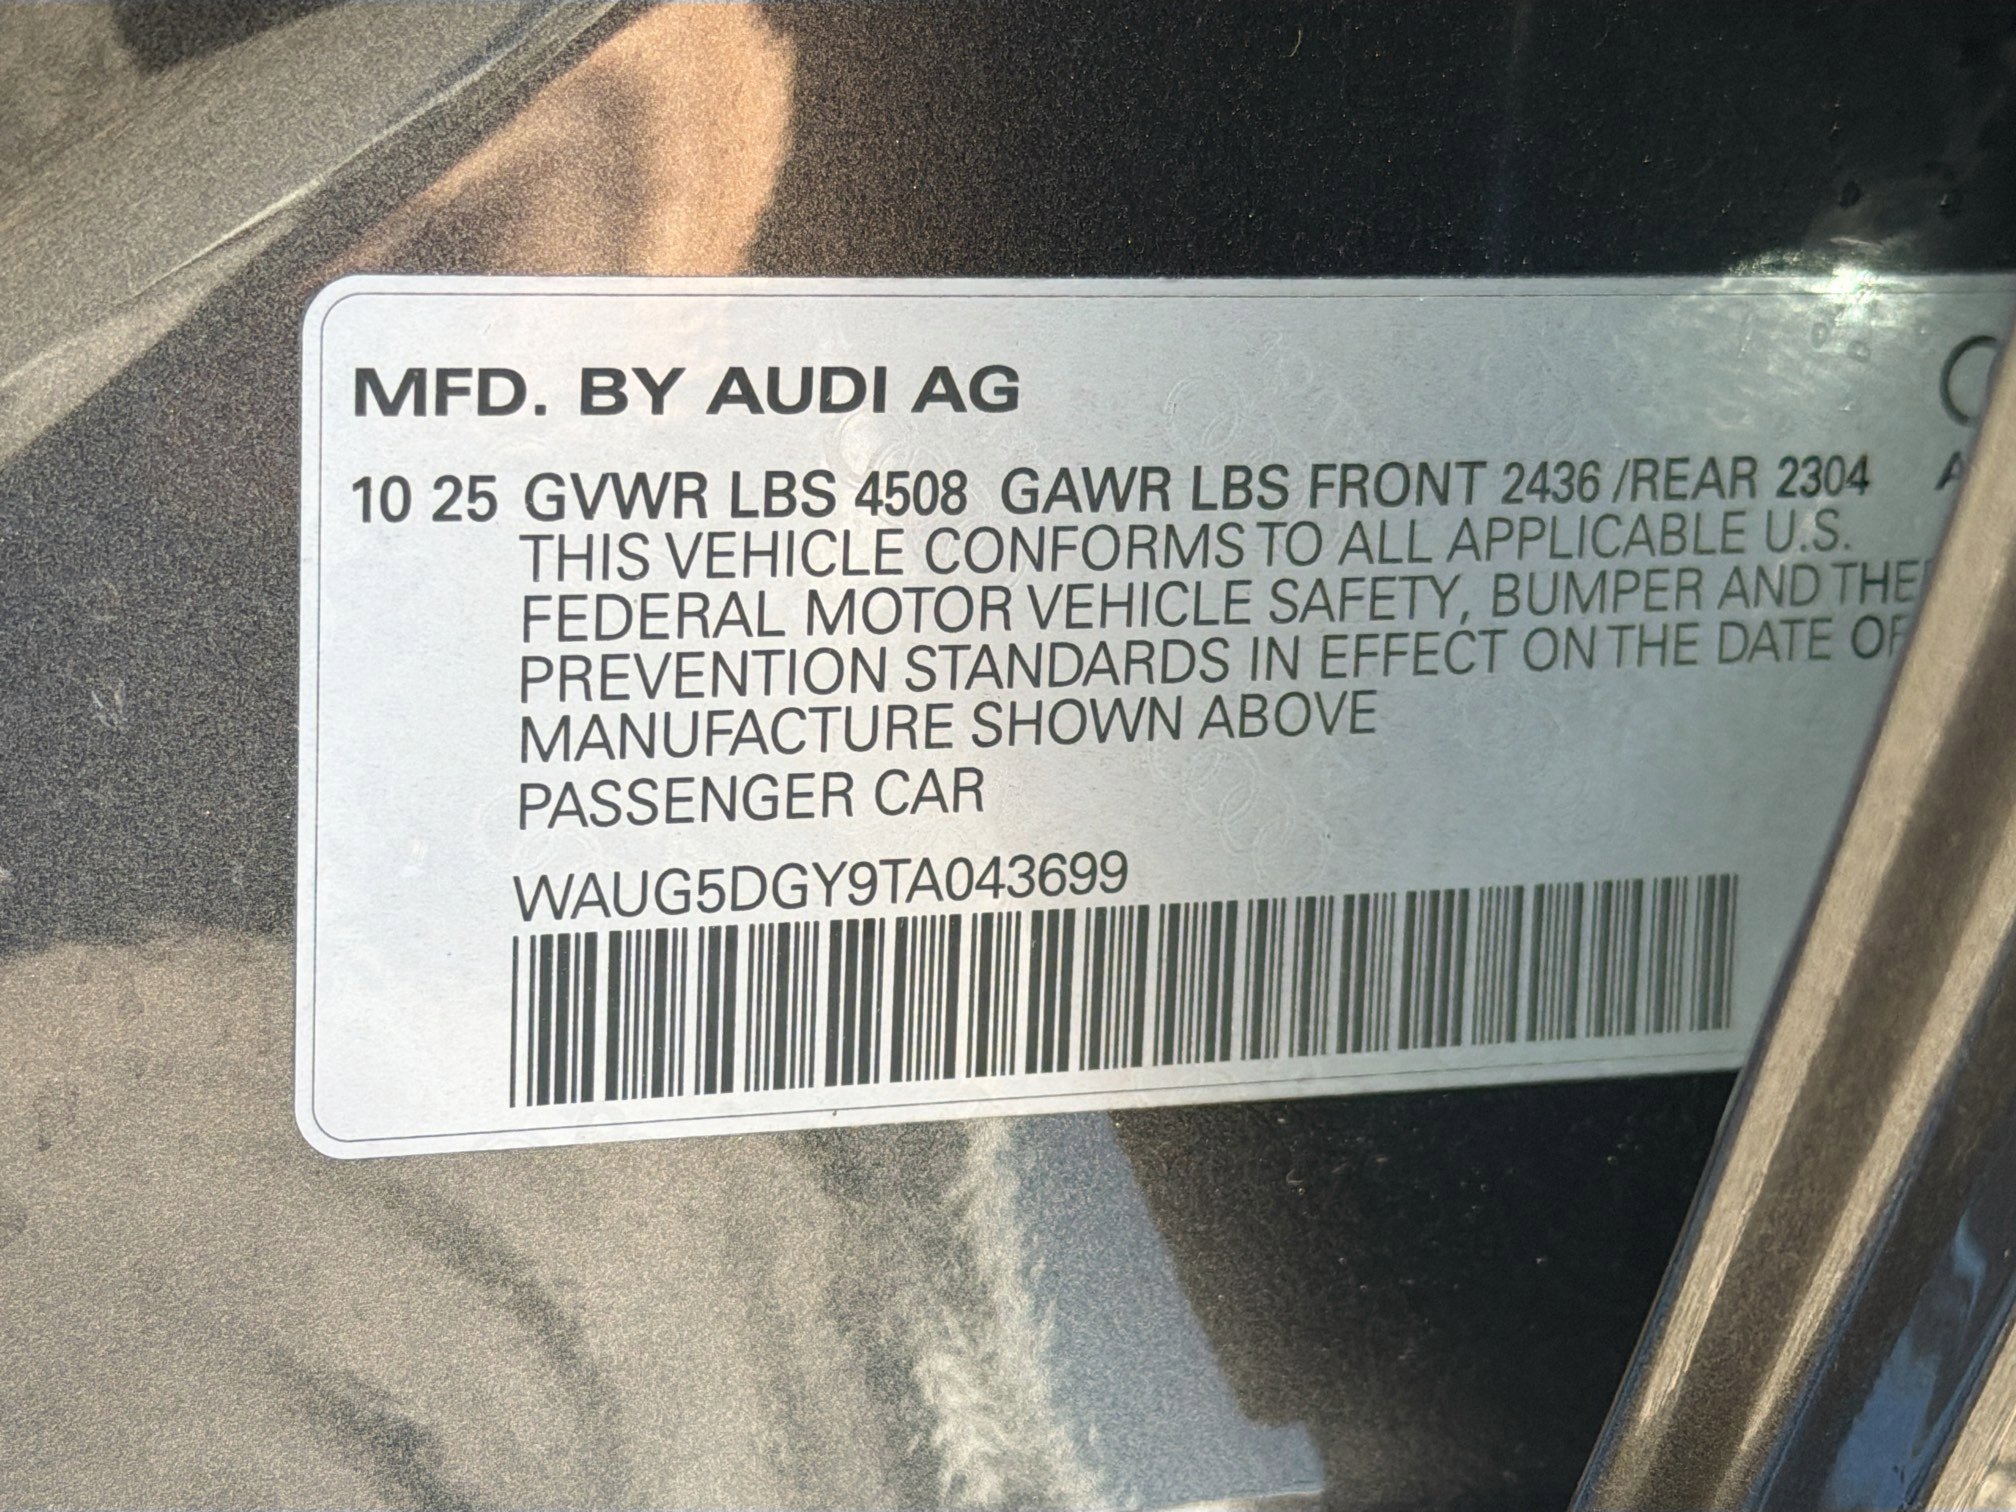 MFD. BY AUDI AG
10 25 GVWR LBS 4508 GAWR LBS FRONT 2436 /REAR 2304
THIS VEHICLE CONFORMS TO ALL APPLICABLE U.S.
FEDERAL MOTOR VEHICLE SAFETY, BUMPER AND
PREVENTION STANDARDS IN EFFECT ON THE DATE OF
MANUFACTURE SHOWN ABOVE
PASSENGER CAR
WAUG5DGY9TA043699